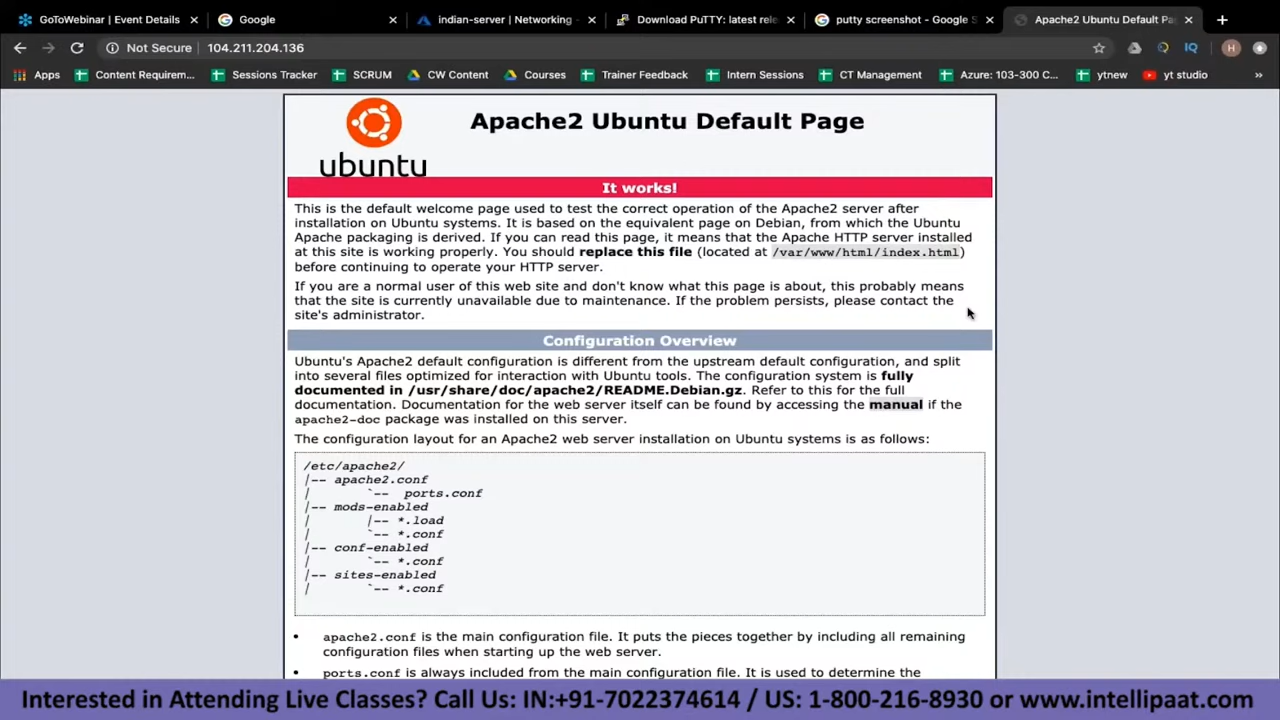 GoToWebinar | Event Details
Google
indian-server | Networking -
Download PuTTY: latest rele
putty screenshot - Google S
Apache2 Ubuntu Default Pa
Not Secure | 104.211.204.136
IQ
H
Apps
Content Requirem...
Sessions Tracker
SCRUM
CW Content
Courses
Trainer Feedback
Intern Sessions
CT Management
Azure: 103-300 C...
ytnew
yt studio
»
ubuntu
Apache2 Ubuntu Default Page
It works!
This is the default welcome page used to test the correct operation of the Apache2 server after
installation on Ubuntu systems. It is based on the equivalent page on Debian, from which the Ubuntu
Apache packaging is derived. If you can read this page, it means that the Apache HTTP server installed
at this site is working properly. You should replace this file (located at /var/www/html/index.html)
before continuing to operate your HTTP server.
If you are a normal user of this web site and don't know what this page is about, this probably means
that the site is currently unavailable due to maintenance. If the problem persists, please contact the
site's administrator.
Configuration Overview
Ubuntu's Apache2 default configuration is different from the upstream default configuration, and split
into several files optimized for interaction with Ubuntu tools. The configuration system is fully
documented in /usr/share/doc/apache2/README.Debian.gz. Refer to this for the full
documentation. Documentation for the web server itself can be found by accessing the manual if the
apache2-doc package was installed on this server.
The configuration layout for an Apache2 web server installation on Ubuntu systems is as follows:
/etc/apache2/
|-- apache2.conf
|       `--  ports.conf
|-- mods-enabled
|       |-- *.load
|       `-- *.conf
|-- conf-enabled
|       `-- *.conf
|-- sites-enabled
|       `-- *.conf
• apache2.conf is the main configuration file. It puts the pieces together by including all remaining
configuration files when starting up the web server.
• ports.conf is always included from the main configuration file. It is used to determine the
Interested in Attending Live Classes? Call Us: IN:+91-7022374614 / US: 1-800-216-8930 or www.intellipaat.com